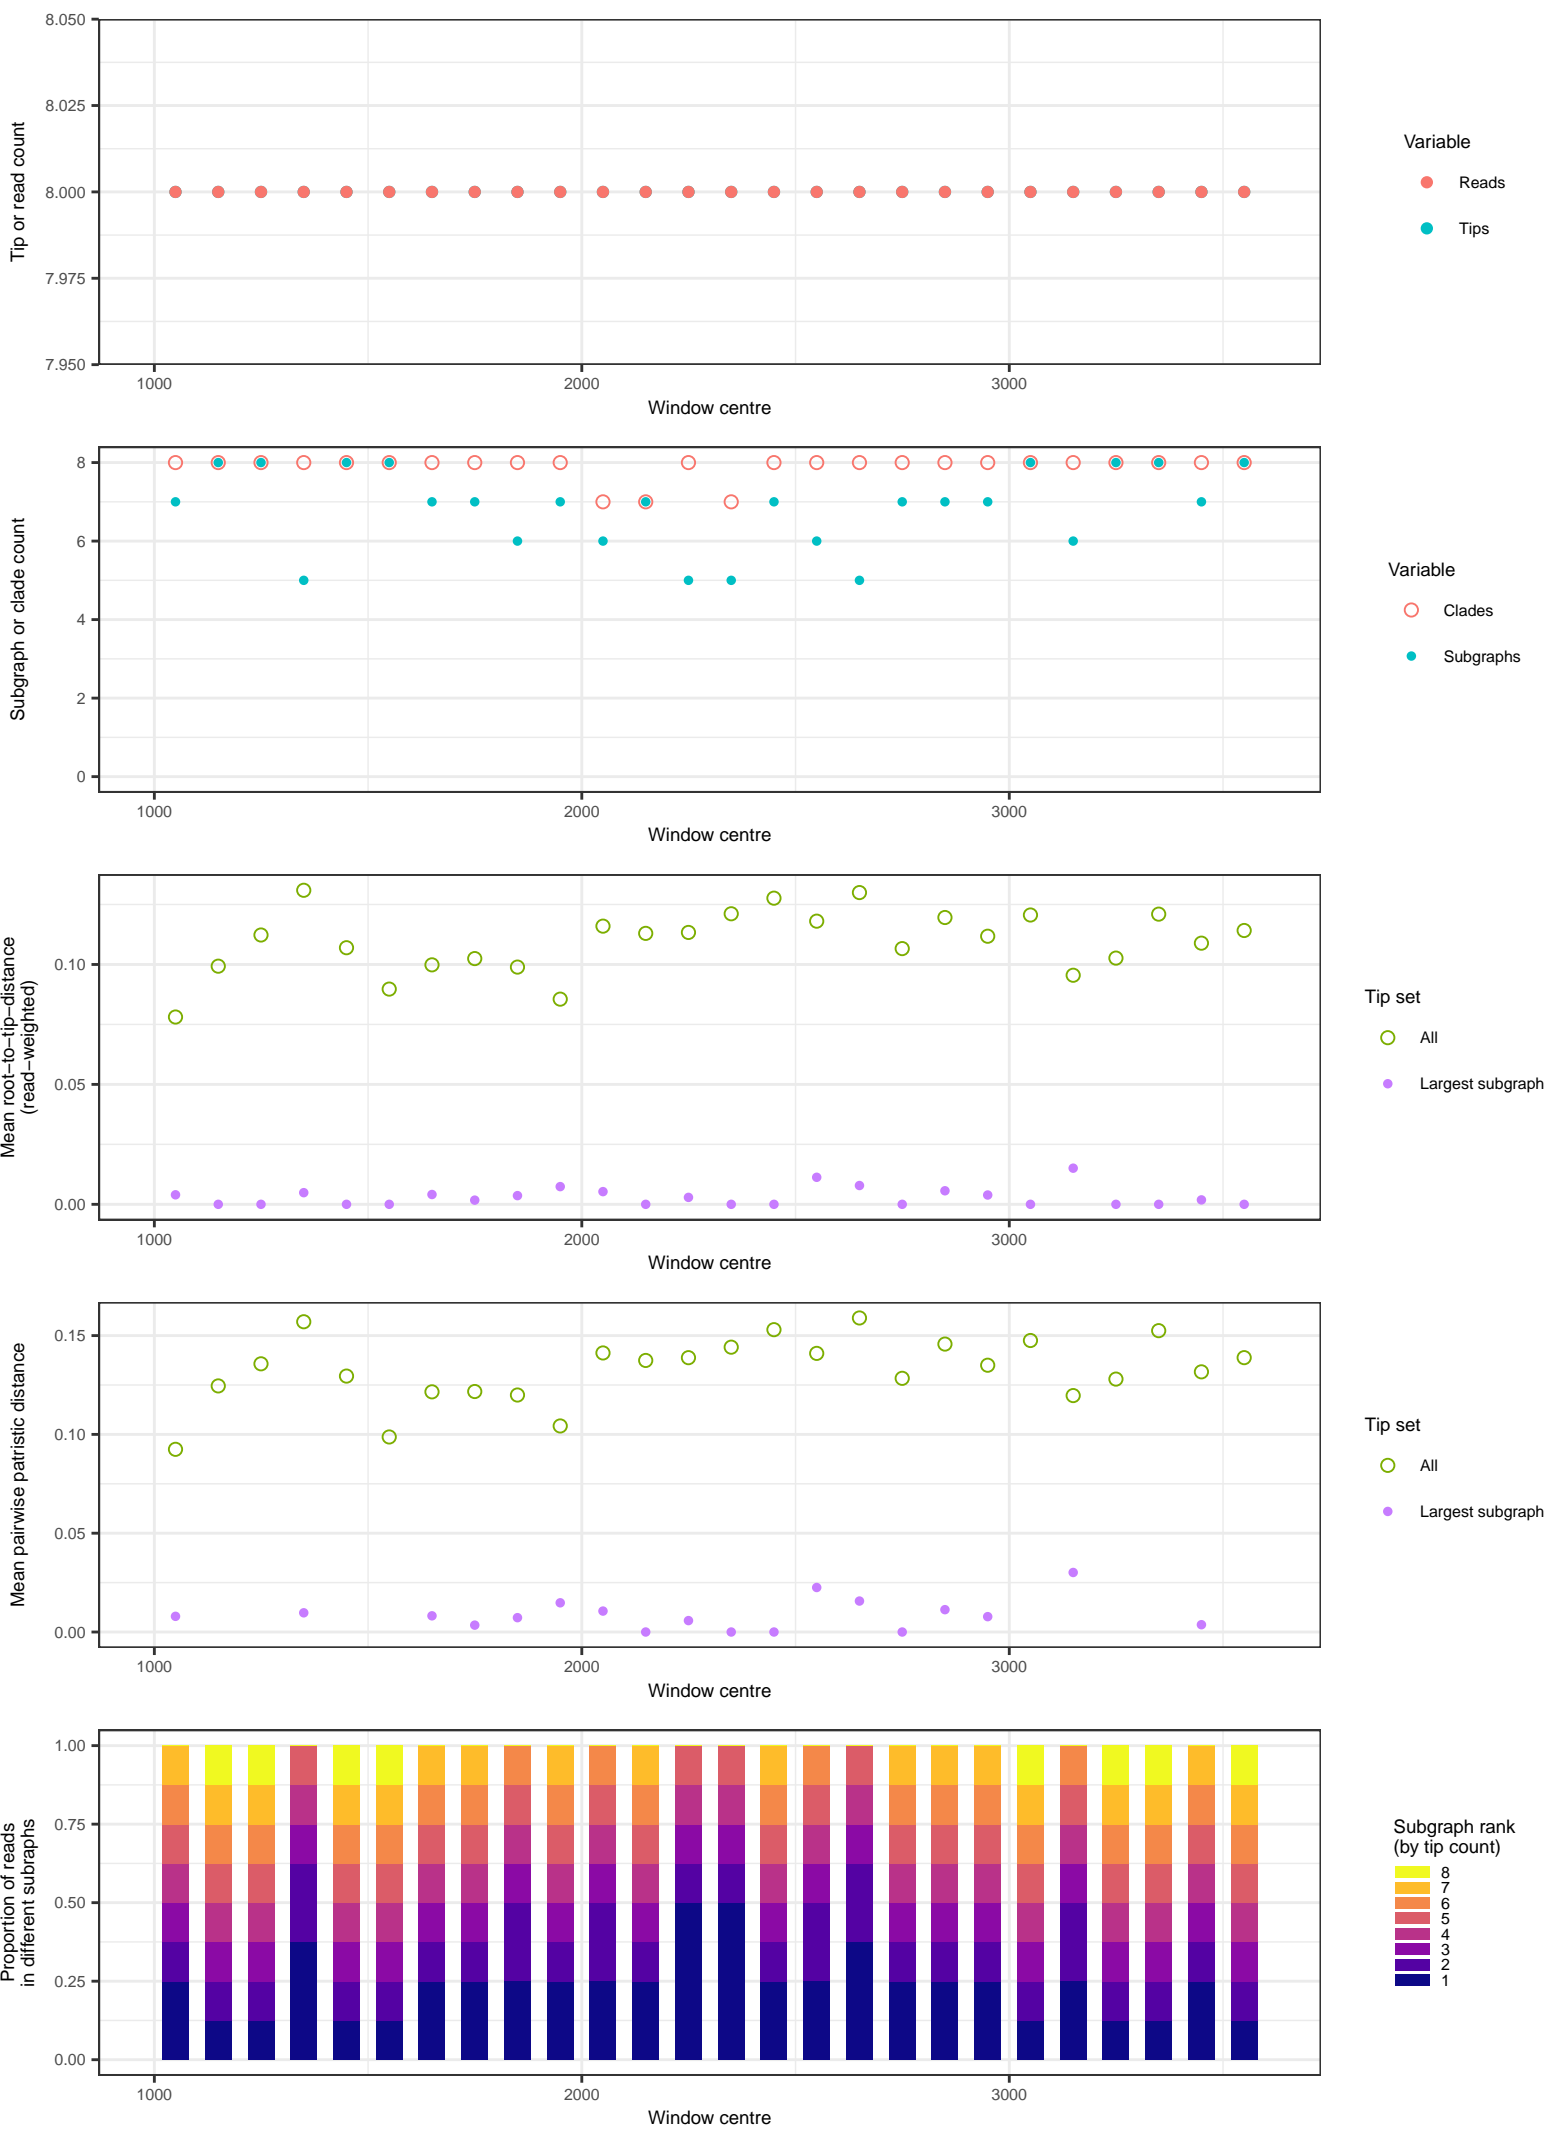 8.050
8.025
8.000
7.975
7.950
Tip or read count
1000 2000 3000
Window centre
Variable
Reads
Tips
8
6
4
2
0
Subgraph or clade count
1000 2000 3000
Window centre
Variable
Clades
Subgraphs
0.10
0.05
0.00
Mean root−to−tip−distance
(read−weighted)
1000 2000 3000
Window centre
Tip set
All
Largest subgraph
0.15
0.10
0.05
0.00
Mean pairwise patristic distance
1000 2000 3000
Window centre
Tip set
All
Largest subgraph
1.00
0.75
0.50
0.25
0.00
Proportion of reads
in different subraphs
1000 2000 3000
Window centre
Subgraph rank
(by tip count)
8
7
6
5
4
3
2
1